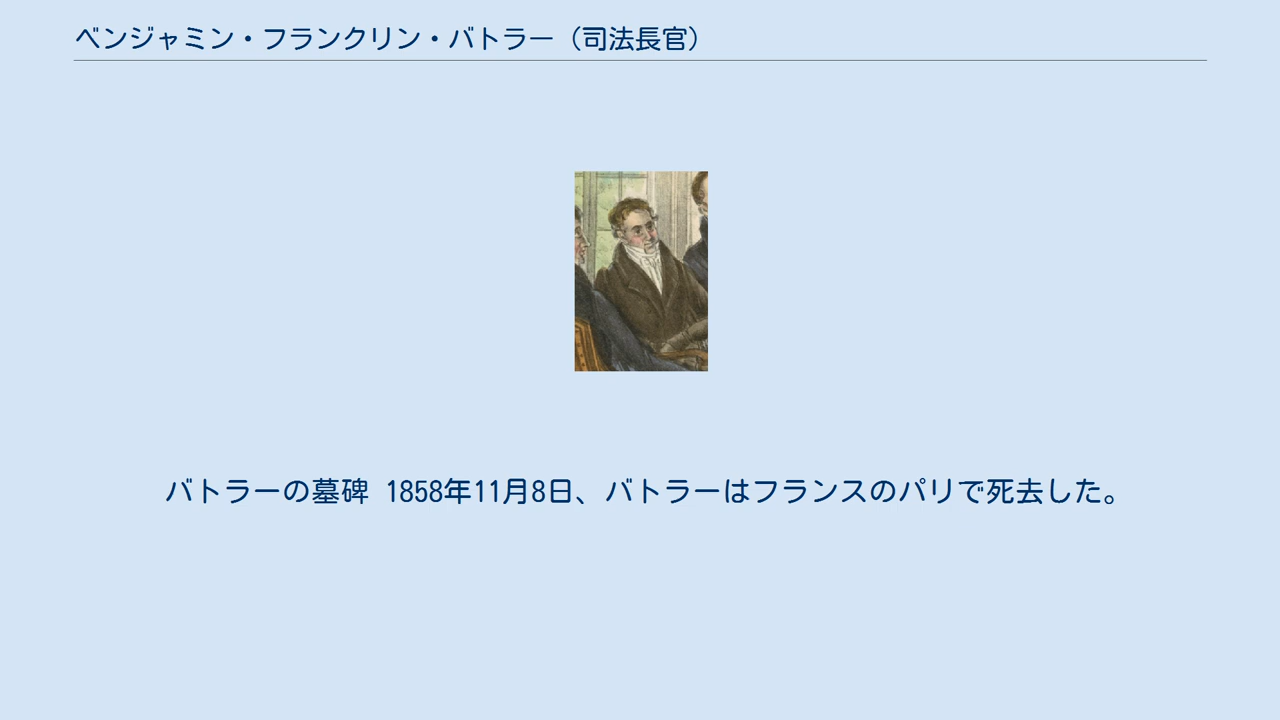 ベンジャミン・フランクリン・バトラー（司法長官）
バトラーの墓碑 1858年11月8日、バトラーはフランスのパリで死去した。